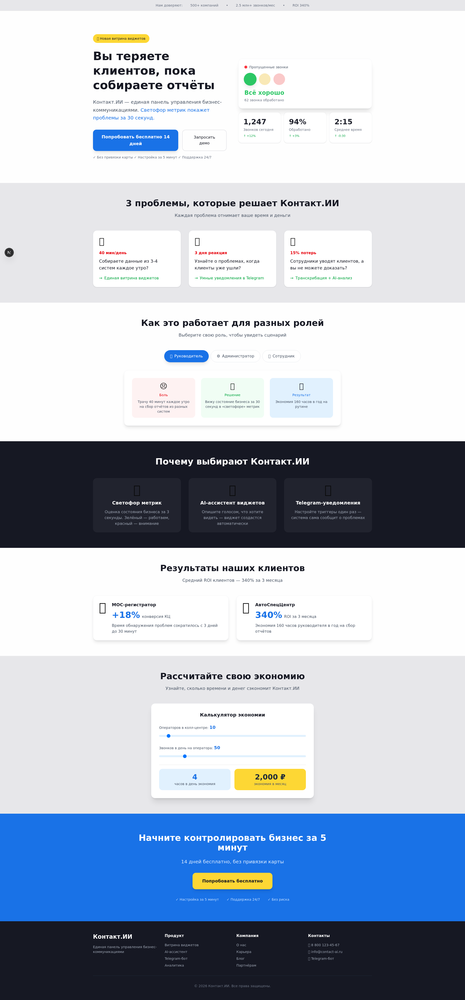 Нам доверяют: 500+ компаний • 2.5 млн+ звонков/мес • ROI 340%
Новая витрина виджетов
Вы теряете
клиентов, пока
собираете отчёты
Контакт.ИИ — единая панель управления бизнес-
коммуникациями. Светофор метрик покажет
проблемы за 30 секунд.
Попробовать бесплатно 14
дней
Запросить
демо
✓ Без привязки карты ✓ Настройка за 5 минут ✓ Поддержка 24/7
Пропущенные звонки
Всё хорошо
62 звонка обработано
1,247
Звонков сегодня
↑ +12%
94%
Обработано
↑ +3%
2:15
Среднее время
↑ -0:30
3 проблемы, которые решает Контакт.ИИ
Каждая проблема отнимает ваше время и деньги
40 мин/день
Собираете данные из 3-4
систем каждое утро?
→ Единая витрина виджетов
3 дня реакция
Узнаёте о проблемах, когда
клиенты уже ушли?
→ Умные уведомления в Telegram
15% потерь
Сотрудники уводят клиентов, а
вы не можете доказать?
→ Транскрибация + AI-анализ
N
Как это работает для разных ролей
Выберите свою роль, чтобы увидеть сценарий
Руководитель
⚙ Администратор
Сотрудник
😣
Боль
Трачу 40 минут каждое утро
на сбор отчётов из разных
систем
Решение
Вижу состояние бизнеса за 30
секунд в «светофоре» метрик
Результат
Экономия 160 часов в год на
рутине
Почему выбирают Контакт.ИИ
Светофор метрик
Оценка состояния бизнеса за 3
секунды. Зелёный — работаем,
красный — внимание
AI-ассистент виджетов
Опишите голосом, что хотите
видеть — виджет создастся
автоматически
Telegram-уведомления
Настройте триггеры один раз —
система сама сообщит о проблемах
Результаты наших клиентов
Средний ROI клиентов — 340% за 3 месяца
МОС-регистратор
+18% конверсия КЦ
Время обнаружения проблем сократилось с 3 дней
до 30 минут
АвтоСпецЦентр
340% ROI за 3 месяца
Экономия 160 часов руководителя в год на сбор
отчётов
Рассчитайте свою экономию
Узнайте, сколько времени и денег сэкономит Контакт.ИИ
Калькулятор экономии
Операторов в колл-центре: 10
Звонков в день на оператора: 50
4
часов в день экономия
2,000 ₽
экономия в месяц
Начните контролировать бизнес за 5
минут
14 дней бесплатно, без привязки карты
Попробовать бесплатно
✓ Настройка за 5 минут ✓ Поддержка 24/7 ✓ Без риска
Контакт.ИИ
Единая панель управления бизнес-
коммуникациями
Продукт
Витрина виджетов
AI-ассистент
Telegram-бот
Аналитика
Компания
О нас
Карьера
Блог
Партнёрам
Контакты
8 800 123-45-67
info@contact-ai.ru
Telegram-бот
© 2026 Контакт.ИИ. Все права защищены.